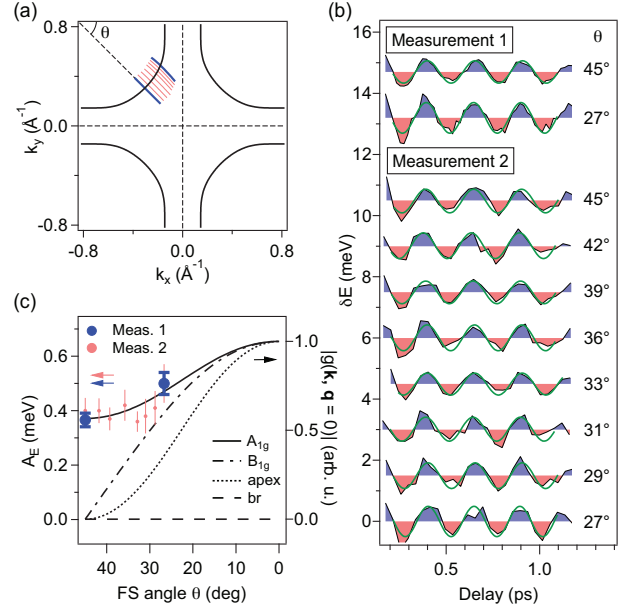 (a)
θ
0.8
0.0
-0.8
k_y (Å⁻¹)
-0.8
0.0
0.8
k_x (Å⁻¹)
(b)
16
14
12
10
8
6
4
2
0
δE (meV)
Measurement 1
θ
45°
27°
Measurement 2
45°
42°
39°
36°
33°
31°
29°
27°
0.5
1.0
Delay (ps)
(c)
Meas. 1
Meas. 2
0.6
0.4
0.2
0.0
A_E (meV)
1.0
0.5
0.0
|g(k, q = 0)| (arb. u.)
A_1g
B_1g
apex
br
40
30
20
10
0
FS angle θ (deg)